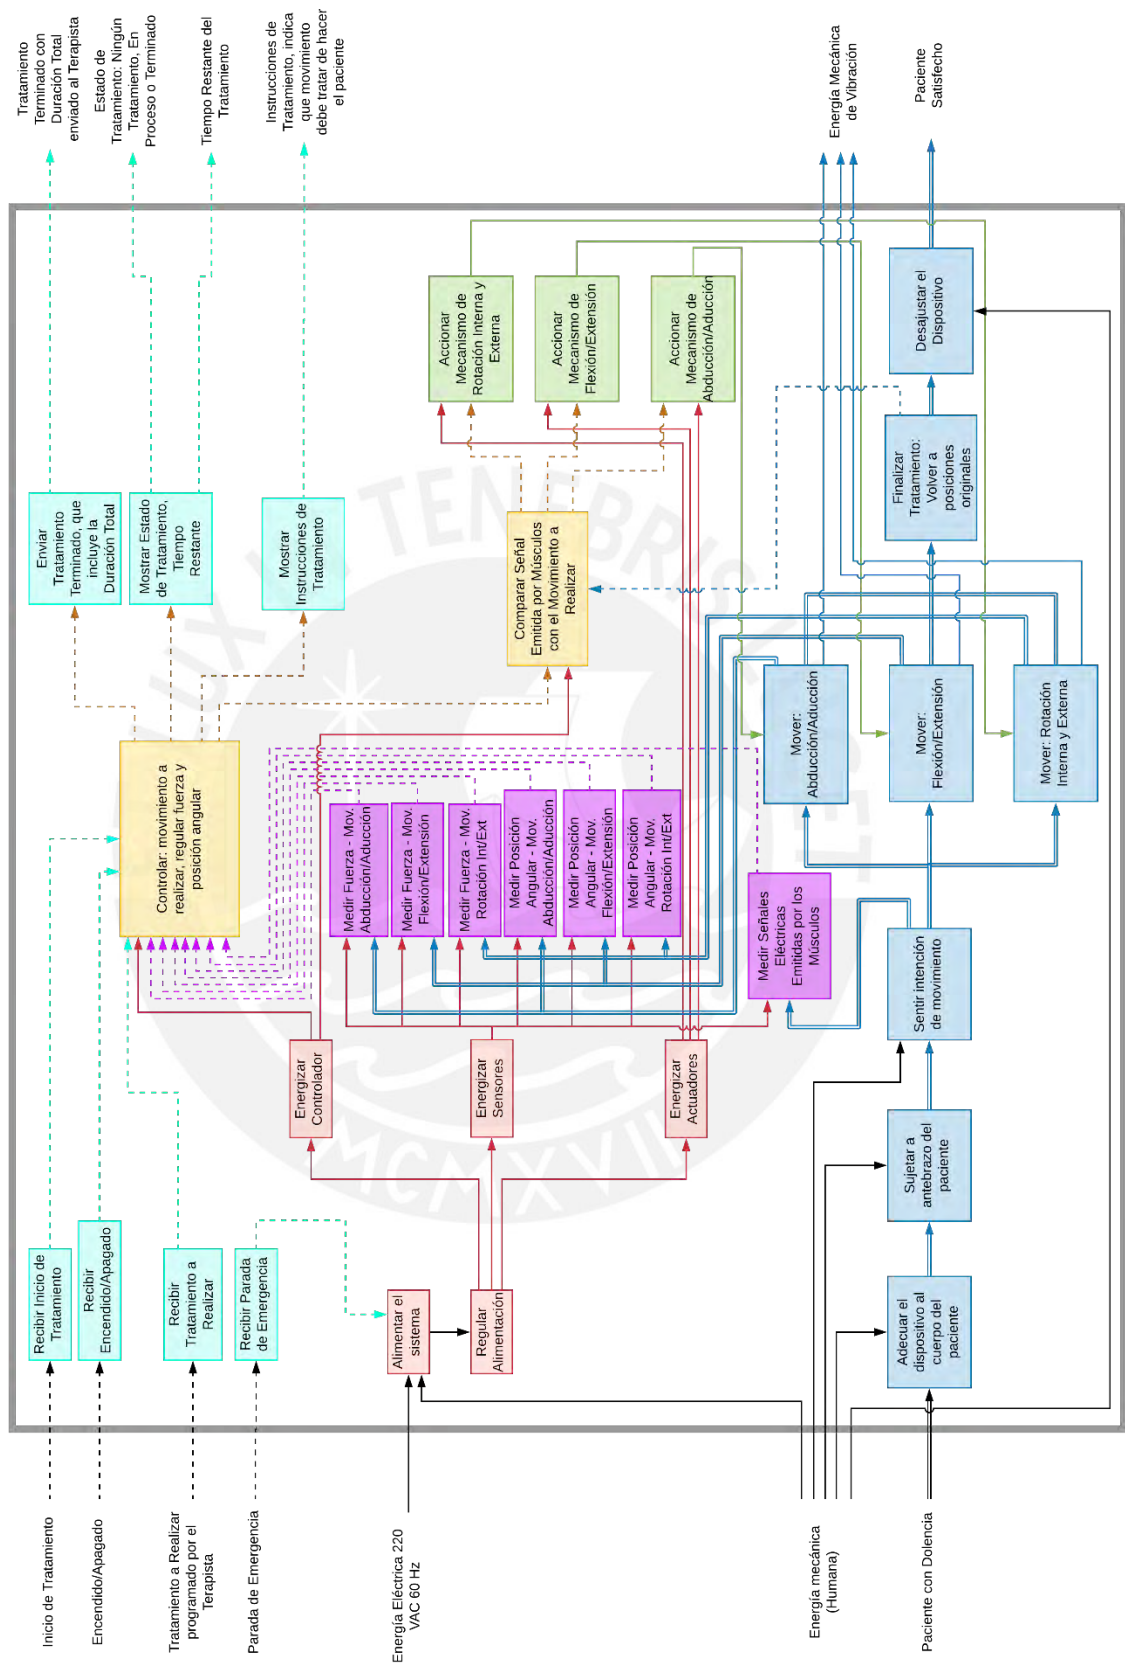 Tratamiento
Terminado con
Duración Total
enviado al Terapista
Estado de
Tratamiento: Ningún
Tratamiento, En
Proceso o Terminado
Tiempo Restante del
Tratamiento
Instrucciones de
Tratamiento, indica
que movimiento
debe tratar de hacer
el paciente
Energía Mecánica
de Vibración
Paciente
Satisfecho
Enviar
Tratamiento
Terminado, que
incluye la
Duración Total
Mostrar Estado
de Tratamiento,
Tiempo
Restante
Mostrar
Instrucciones de
Tratamiento
Accionar
Mecanismo de
Rotación Interna y
Externa
Accionar
Mecanismo de
Flexión/Extensión
Accionar
Mecanismo de
Abducción/Aducción
Desajustar el
Dispositivo
Finalizar
Tratamiento:
Volver a
posiciones
originales
Comparar Señal
Emitida por Músculos
con el Movimiento a
Realizar
Controlar: movimiento a
realizar, regular fuerza y
posición angular
Mover:
Abducción/Aducción
Mover:
Flexión/Extensión
Mover: Rotación
Interna y Externa
Medir Fuerza - Mov.
Abducción/Aducción
Medir Fuerza - Mov.
Flexión/Extensión
Medir Fuerza - Mov.
Rotación Int/Ext
Medir Posición
Angular - Mov.
Abducción/Aducción
Medir Posición
Angular - Mov.
Flexión/Extensión
Medir Posición
Angular - Mov.
Rotación Int/Ext
Medir Señales
Eléctricas
Emitidas por los
Músculos
Sentir intención
de movimiento
Energizar
Controlador
Energizar
Sensores
Energizar
Actuadores
Sujetar a
antebrazo del
paciente
Recibir Inicio de
Tratamiento
Recibir
Encendido/Apagado
Recibir
Tratamiento a
Realizar
Recibir Parada
de Emergencia
Alimentar el
sistema
Regular
Alimentación
Adecuar el
dispositivo al
cuerpo del
paciente
Inicio de Tratamiento
Encendido/Apagado
Tratamiento a Realizar
programado por el
Terapista
Parada de Emergencia
Energía Eléctrica 220
VAC 60 Hz
Energía mecánica
(Humana)
Paciente con Dolencia
LUX TENEBRIS
MCMXVII